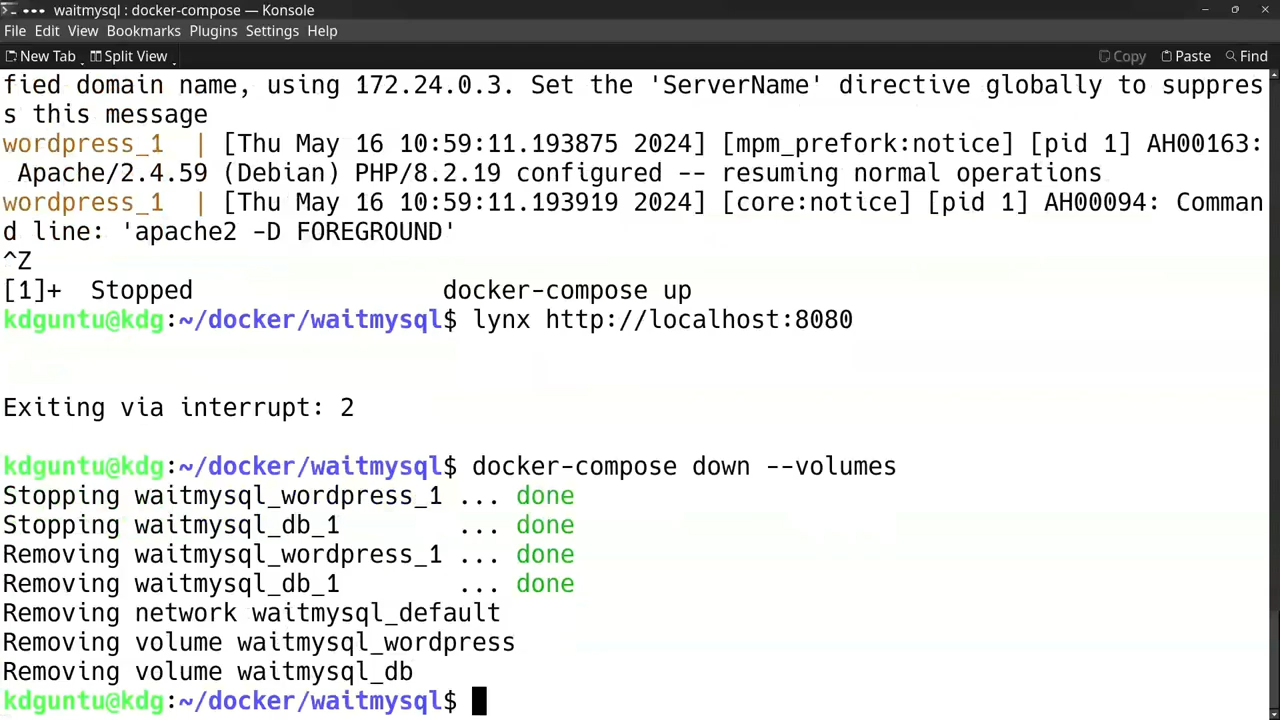 waitmysql : docker-compose — Konsole
File Edit View Bookmarks Plugins Settings Help
New Tab Split View Copy Paste Find
fied domain name, using 172.24.0.3. Set the 'ServerName' directive globally to suppres
s this message
wordpress_1  | [Thu May 16 10:59:11.193875 2024] [mpm_prefork:notice] [pid 1] AH00163:
 Apache/2.4.59 (Debian) PHP/8.2.19 configured -- resuming normal operations
wordpress_1  | [Thu May 16 10:59:11.193919 2024] [core:notice] [pid 1] AH00094: Comman
d line: 'apache2 -D FOREGROUND'
^Z
[1]+  Stopped                 docker-compose up
kdguntu@kdg:~/docker/waitmysql$ lynx http://localhost:8080
Exiting via interrupt: 2
kdguntu@kdg:~/docker/waitmysql$ docker-compose down --volumes
Stopping waitmysql_wordpress_1 ... done
Stopping waitmysql_db_1        ... done
Removing waitmysql_wordpress_1 ... done
Removing waitmysql_db_1        ... done
Removing network waitmysql_default
Removing volume waitmysql_wordpress
Removing volume waitmysql_db
kdguntu@kdg:~/docker/waitmysql$